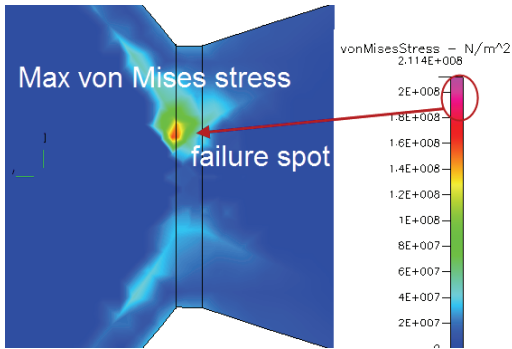 vonMisesStress - N/m^2
2.114E+008
Max von Mises stress
failure spot
2E+008
1.8E+008
1.6E+008
1.4E+008
1.2E+008
1E+008
8E+007
6E+007
4E+007
2E+007
0